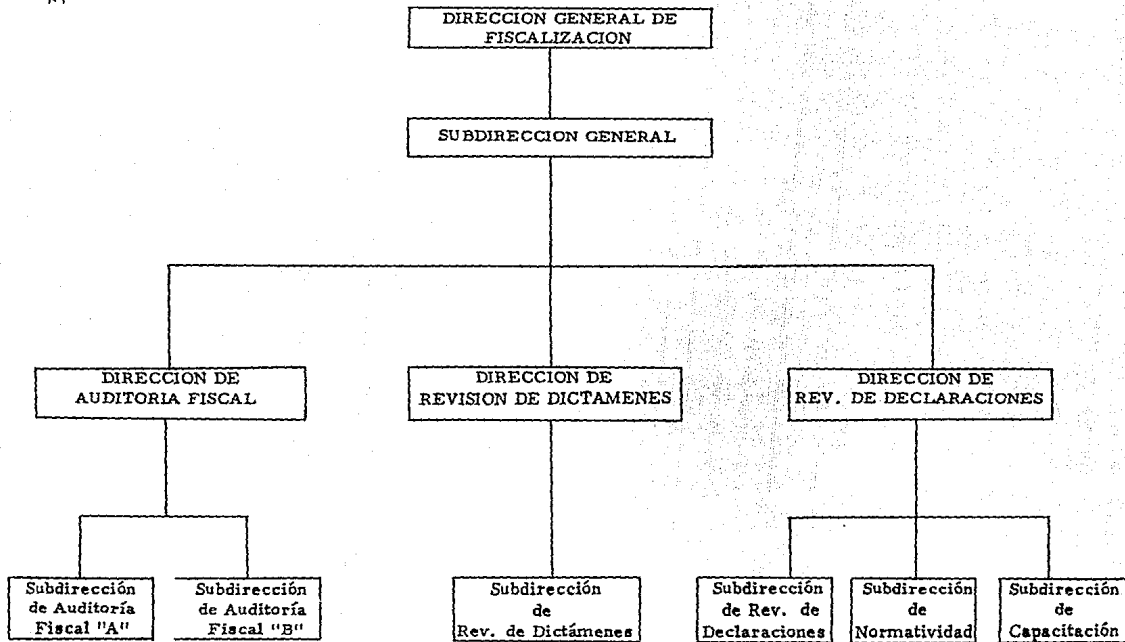 DIRECCION GENERAL DE
FISCALIZACION
SUBDIRECCION GENERAL
DIRECCION DE
AUDITORIA FISCAL
DIRECCION DE
REVISION DE DICTAMENES
DIRECCION DE
REV. DE DECLARACIONES
Subdirección
de Auditoría
Fiscal "A"
Subdirección
de Auditoría
Fiscal "B"
Subdirección
de
Rev. de Dictámenes
Subdirección
de Rev. de
Declaraciones
Subdirección
de
Normatividad
Subdirección
de
Capacitación